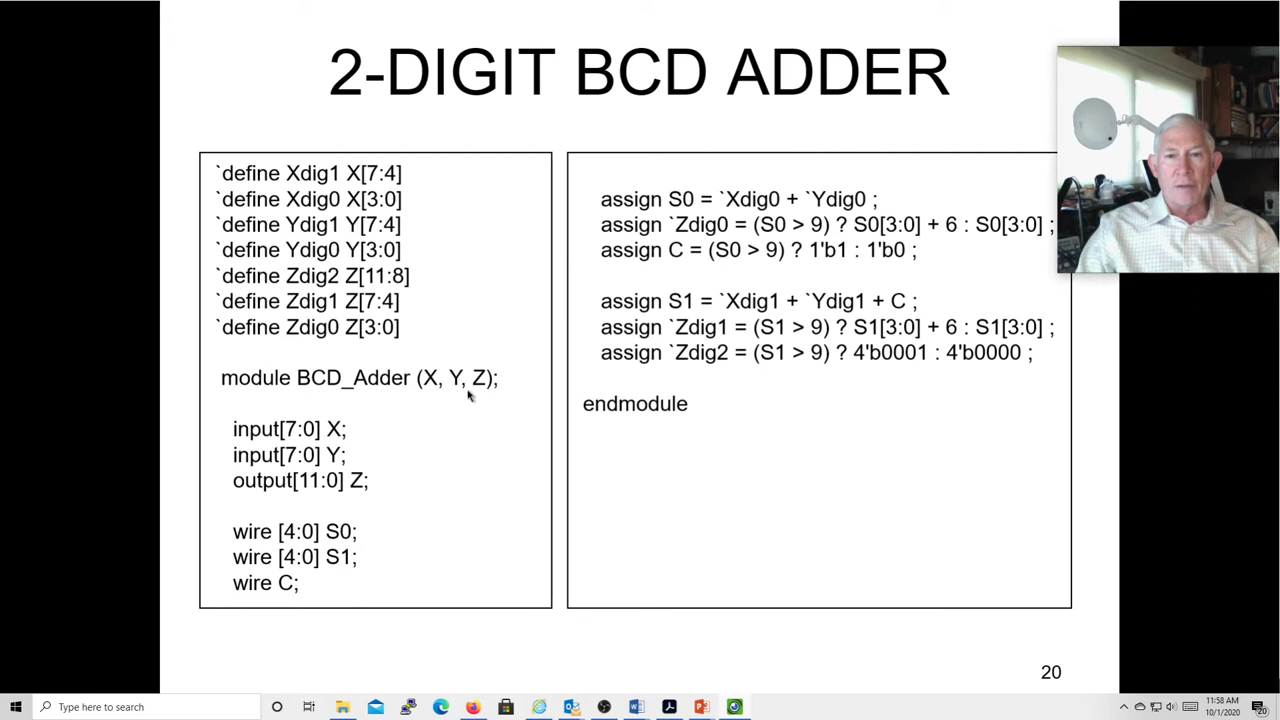 2-DIGIT BCD ADDER
`define Xdig1 X[7:4]
`define Xdig0 X[3:0]
`define Ydig1 Y[7:4]
`define Ydig0 Y[3:0]
`define Zdig2 Z[11:8]
`define Zdig1 Z[7:4]
`define Zdig0 Z[3:0]
module BCD_Adder (X, Y, Z);
input[7:0] X;
input[7:0] Y;
output[11:0] Z;
wire [4:0] S0;
wire [4:0] S1;
wire C;
assign S0 = `Xdig0 + `Ydig0 ;
assign `Zdig0 = (S0 > 9) ? S0[3:0] + 6 : S0[3:0] ;
assign C = (S0 > 9) ? 1'b1 : 1'b0 ;
assign S1 = `Xdig1 + `Ydig1 + C ;
assign `Zdig1 = (S1 > 9) ? S1[3:0] + 6 : S1[3:0] ;
assign `Zdig2 = (S1 > 9) ? 4'b0001 : 4'b0000 ;
endmodule
20
Type here to search
11:58 AM
10/1/2020
20